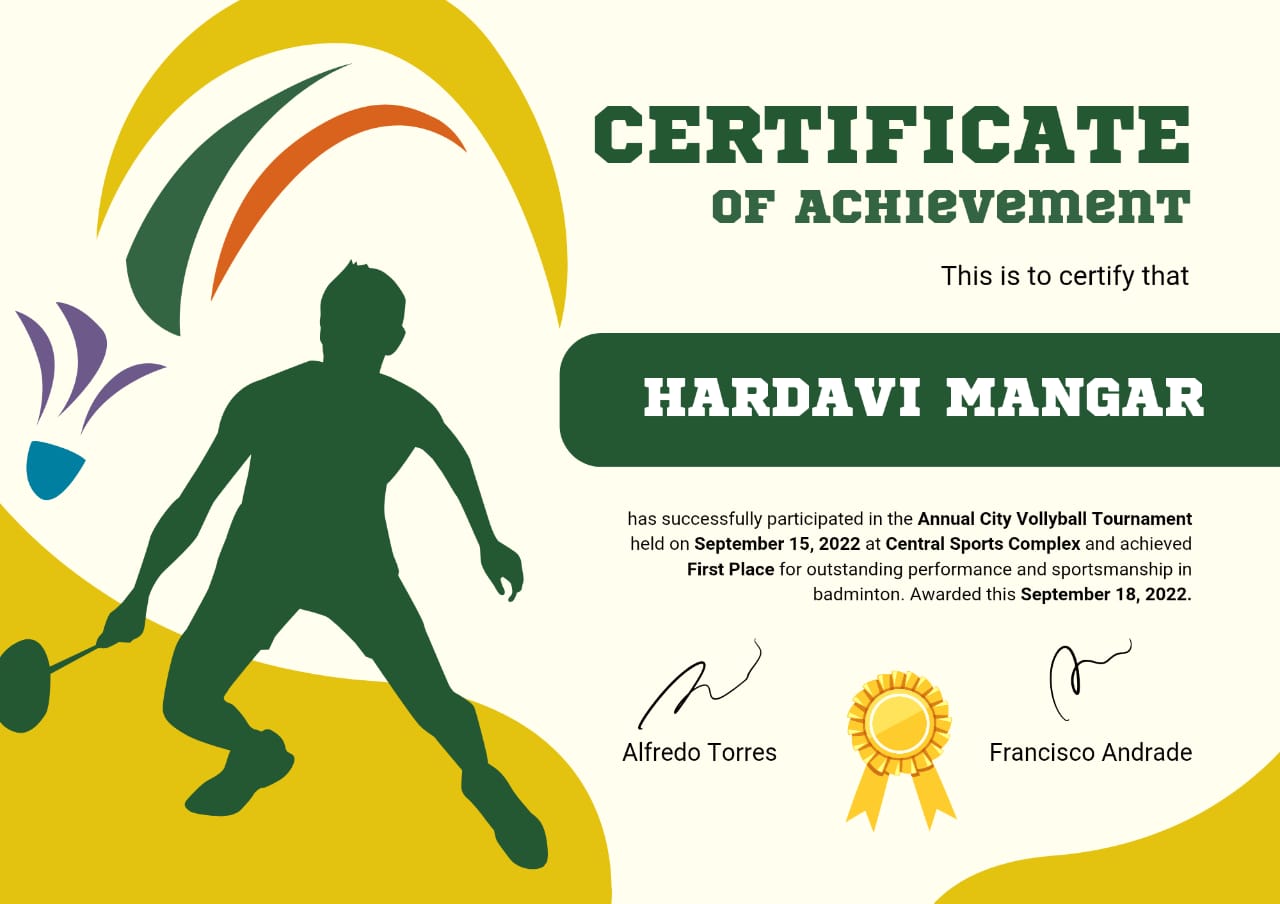 CERTIFICATE
OF ACHIEVEMENT
This is to certify that
HARDAVI MANGAR
has successfully participated in the Annual City Vollyball Tournament
held on September 15, 2022 at Central Sports Complex and achieved
First Place for outstanding performance and sportsmanship in
badminton. Awarded this September 18, 2022.
Alfredo Torres
Francisco Andrade